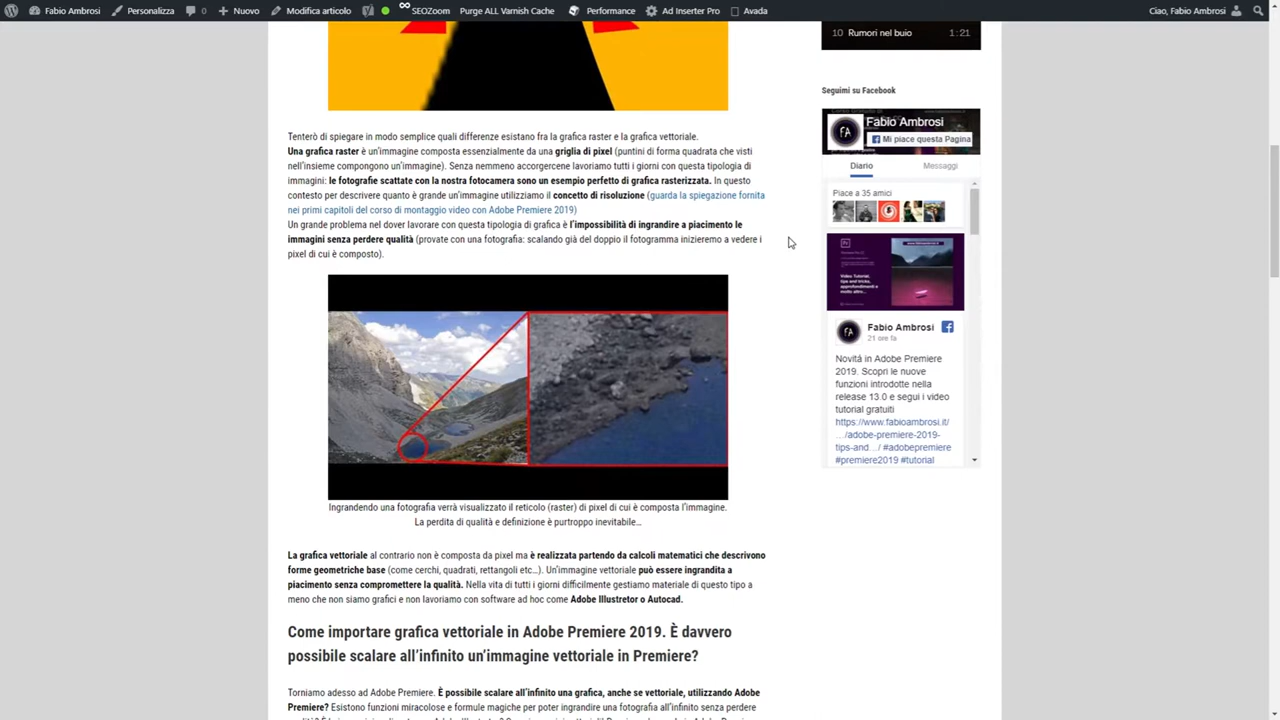 Fabio Ambrosi Personalizza 0 Nuovo Modifica articolo SEOZoom Purge ALL Varnish Cache Performance Ad Inserter Pro Avada Ciao, Fabio Ambrosi
10 Rumori nel buio 1:21
Tenterò di spiegare in modo semplice quali differenze esistano fra la grafica raster e la grafica vettoriale.
Una grafica raster è un'immagine composta essenzialmente da una griglia di pixel (puntini di forma quadrata che visti
nell'insieme compongono un'immagine). Senza nemmeno accorgercene lavoriamo tutti i giorni con questa tipologia di
immagini: le fotografie scattate con la nostra fotocamera sono un esempio perfetto di grafica rasterizzata. In questo
contesto per descrivere quanto è grande un'immagine utilizziamo il concetto di risoluzione (guarda la spiegazione fornita
nei primi capitoli del corso di montaggio video con Adobe Premiere 2019)
Un grande problema nel dover lavorare con questa tipologia di grafica è l'impossibilità di ingrandire a piacimento le
immagini senza perdere qualità (provate con una fotografia: scalando già del doppio il fotogramma inizieremo a vedere i
pixel di cui è composto).
Ingrandendo una fotografia verrà visualizzato il reticolo (raster) di pixel di cui è composta l'immagine.
La perdita di qualità e definizione è purtroppo inevitabile…
La grafica vettoriale al contrario non è composta da pixel ma è realizzata partendo da calcoli matematici che descrivono
forme geometriche base (come cerchi, quadrati, rettangoli etc…). Un'immagine vettoriale può essere ingrandita a
piacimento senza compromettere la qualità. Nella vita di tutti i giorni difficilmente gestiamo materiale di questo tipo a
meno che non siamo grafici e non lavoriamo con software ad hoc come Adobe Illustretor o Autocad.
Come importare grafica vettoriale in Adobe Premiere 2019. È davvero
possibile scalare all'infinito un'immagine vettoriale in Premiere?
Torniamo adesso ad Adobe Premiere. È possibile scalare all'infinito una grafica, anche se vettoriale, utilizzando Adobe
Premiere? Esistono funzioni miracolose e formule magiche per poter ingrandire una fotografia all'infinito senza perdere
Seguimi su Facebook
FA
Fabio Ambrosi
Mi piace questa Pagina
Diario Messaggi
Piace a 35 amici
Pr
Video Tutorial,
tips and tricks,
approfondimenti e
molto altro...
FA
Fabio Ambrosi
21 ore fa
Novità in Adobe Premiere
2019. Scopri le nuove
funzioni introdotte nella
release 13.0 e segui i video
tutorial gratuiti
https://www.fabioambrosi.it/
…/adobe-premiere-2019-
tips-and…/ #adobepremiere
#premiere2019 #tutorial